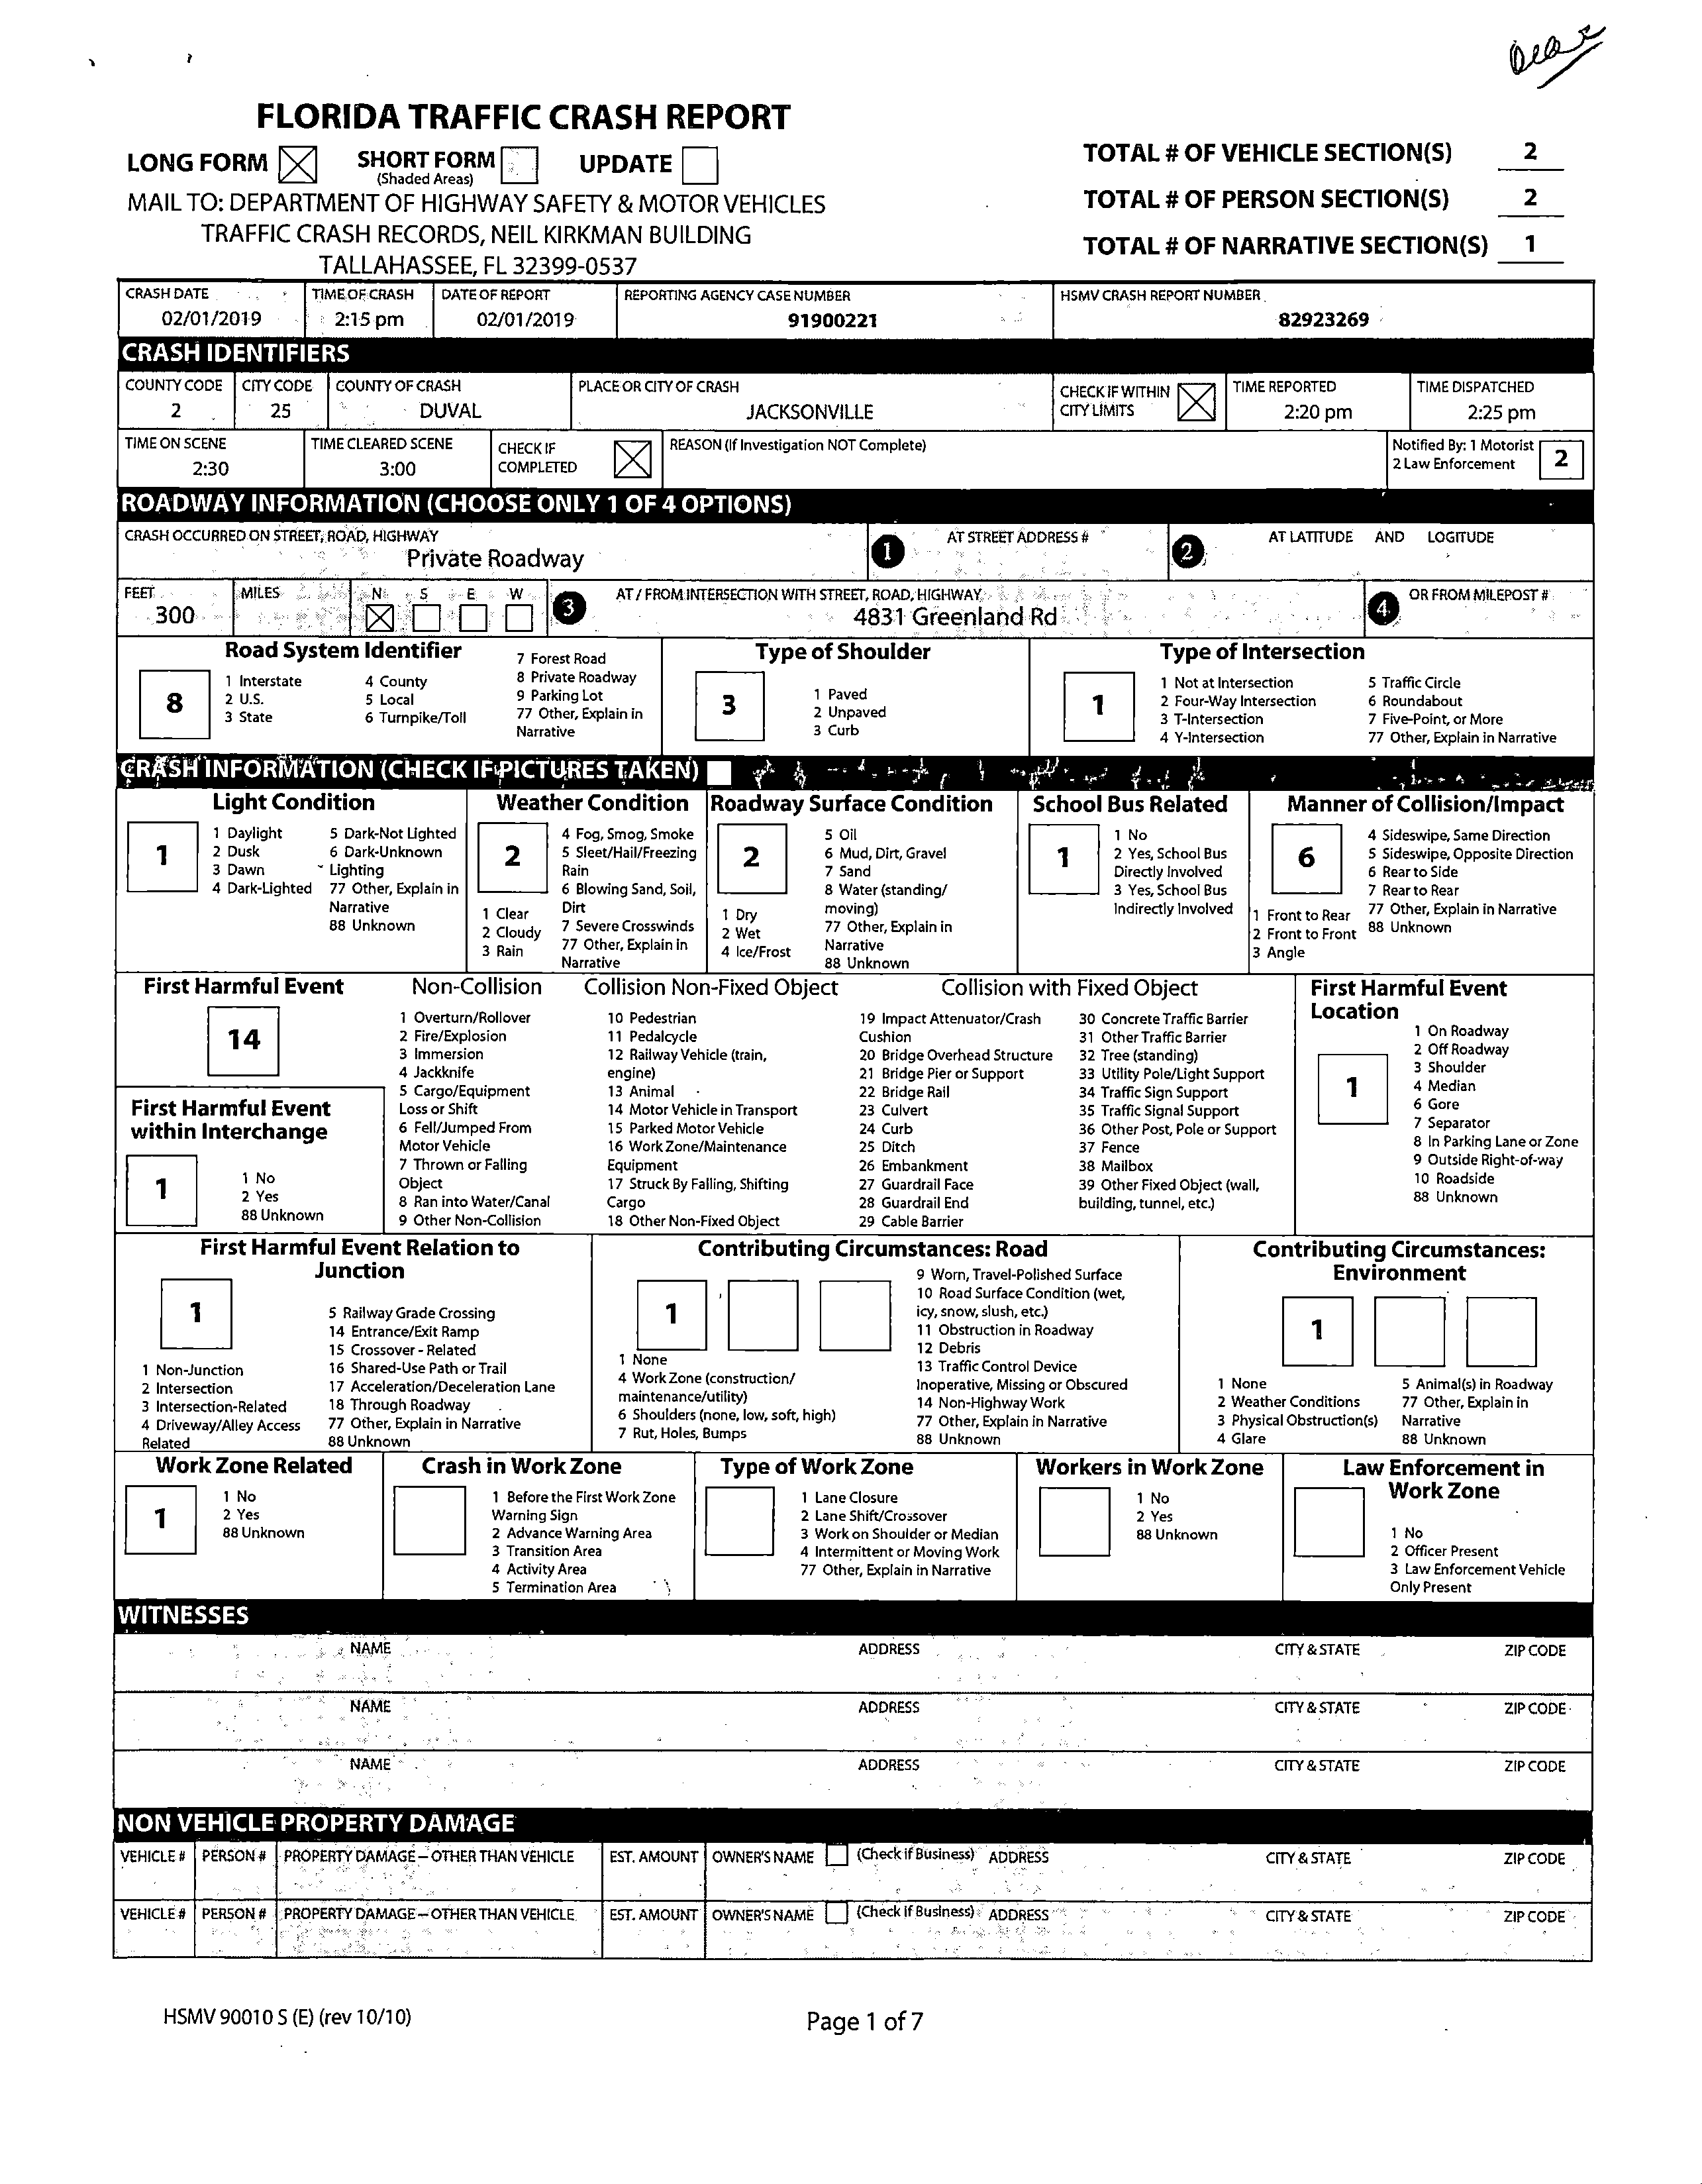 FLORIDA TRAFFIC CRASH REPORT
LONG FORM SHORT FORM UPDATE
(Shaded Areas)
MAIL TO: DEPARTMENT OF HIGHWAY SAFETY & MOTOR VEHICLES
TRAFFIC CRASH RECORDS, NEIL KIRKMAN BUILDING
TALLAHASSEE, FL 32399-0537
TOTAL # OF VEHICLE SECTION(S) 2
TOTAL # OF PERSON SECTION(S) 2
TOTAL # OF NARRATIVE SECTION(S) 1
CRASH DATE TIME OF CRASH DATE OF REPORT REPORTING AGENCY CASE NUMBER HSMV CRASH REPORT NUMBER
02/01/2019 2:15 pm 02/01/2019 91900221 82923269
CRASH IDENTIFIERS
COUNTY CODE CITY CODE COUNTY OF CRASH PLACE OR CITY OF CRASH CHECK IF WITHIN CITY LIMITS TIME REPORTED TIME DISPATCHED
2 25 DUVAL JACKSONVILLE 2:20 pm 2:25 pm
TIME ON SCENE TIME CLEARED SCENE CHECK IF COMPLETED REASON (If Investigation NOT Complete) Notified By: 1 Motorist
2:30 3:00 2 Law Enforcement 2
ROADWAY INFORMATION (CHOOSE ONLY 1 OF 4 OPTIONS)
CRASH OCCURRED ON STREET, ROAD, HIGHWAY 1 AT STREET ADDRESS # 2 AT LATITUDE AND LOGITUDE
Private Roadway
FEET MILES N S E W 3 AT / FROM INTERSECTION WITH STREET, ROAD, HIGHWAY 4 OR FROM MILEPOST #
300 4831 Greenland Rd
Road System Identifier
8
1 Interstate
2 U.S.
3 State
4 County
5 Local
6 Turnpike/Toll
7 Forest Road
8 Private Roadway
9 Parking Lot
77 Other, Explain in
Narrative
Type of Shoulder
3
1 Paved
2 Unpaved
3 Curb
Type of Intersection
1
1 Not at Intersection
2 Four-Way Intersection
3 T-Intersection
4 Y-Intersection
5 Traffic Circle
6 Roundabout
7 Five-Point, or More
77 Other, Explain in Narrative
CRASH INFORMATION (CHECK IF PICTURES TAKEN)
Light Condition
1
1 Daylight
2 Dusk
3 Dawn
4 Dark-Lighted
5 Dark-Not Lighted
6 Dark-Unknown
Lighting
77 Other, Explain in
Narrative
88 Unknown
Weather Condition
2
1 Clear
2 Cloudy
3 Rain
4 Fog, Smog, Smoke
5 Sleet/Hail/Freezing
Rain
6 Blowing Sand, Soil,
Dirt
7 Severe Crosswinds
77 Other, Explain in
Narrative
Roadway Surface Condition
2
1 Dry
2 Wet
4 Ice/Frost
5 Oil
6 Mud, Dirt, Gravel
7 Sand
8 Water (standing/
moving)
77 Other, Explain in
Narrative
88 Unknown
School Bus Related
1
1 No
2 Yes, School Bus
Directly Involved
3 Yes, School Bus
Indirectly Involved
Manner of Collision/Impact
6
1 Front to Rear
2 Front to Front
3 Angle
4 Sideswipe, Same Direction
5 Sideswipe, Opposite Direction
6 Rear to Side
7 Rear to Rear
77 Other, Explain in Narrative
88 Unknown
First Harmful Event
14
First Harmful Event
within Interchange
1
1 No
2 Yes
88 Unknown
Non-Collision
1 Overturn/Rollover
2 Fire/Explosion
3 Immersion
4 Jackknife
5 Cargo/Equipment
Loss or Shift
6 Fell/Jumped From
Motor Vehicle
7 Thrown or Falling
Object
8 Ran into Water/Canal
9 Other Non-Collision
Collision Non-Fixed Object
10 Pedestrian
11 Pedalcycle
12 Railway Vehicle (train,
engine)
13 Animal
14 Motor Vehicle in Transport
15 Parked Motor Vehicle
16 Work Zone/Maintenance
Equipment
17 Struck By Falling, Shifting
Cargo
18 Other Non-Fixed Object
Collision with Fixed Object
19 Impact Attenuator/Crash
Cushion
20 Bridge Overhead Structure
21 Bridge Pier or Support
22 Bridge Rail
23 Culvert
24 Curb
25 Ditch
26 Embankment
27 Guardrail Face
28 Guardrail End
29 Cable Barrier
30 Concrete Traffic Barrier
31 Other Traffic Barrier
32 Tree (standing)
33 Utility Pole/Light Support
34 Traffic Sign Support
35 Traffic Signal Support
36 Other Post, Pole or Support
37 Fence
38 Mailbox
39 Other Fixed Object (wall,
building, tunnel, etc.)
First Harmful Event
Location
1
1 On Roadway
2 Off Roadway
3 Shoulder
4 Median
6 Gore
7 Separator
8 In Parking Lane or Zone
9 Outside Right-of-way
10 Roadside
88 Unknown
First Harmful Event Relation to
Junction
1
1 Non-Junction
2 Intersection
3 Intersection-Related
4 Driveway/Alley Access
Related
5 Railway Grade Crossing
14 Entrance/Exit Ramp
15 Crossover - Related
16 Shared-Use Path or Trail
17 Acceleration/Deceleration Lane
18 Through Roadway
77 Other, Explain in Narrative
88 Unknown
Contributing Circumstances: Road
1
1 None
4 Work Zone (construction/
maintenance/utility)
6 Shoulders (none, low, soft, high)
7 Rut, Holes, Bumps
9 Worn, Travel-Polished Surface
10 Road Surface Condition (wet,
icy, snow, slush, etc.)
11 Obstruction in Roadway
12 Debris
13 Traffic Control Device
Inoperative, Missing or Obscured
14 Non-Highway Work
77 Other, Explain in Narrative
88 Unknown
Contributing Circumstances:
Environment
1
1 None
2 Weather Conditions
3 Physical Obstruction(s)
4 Glare
5 Animal(s) in Roadway
77 Other, Explain in
Narrative
88 Unknown
Work Zone Related
1
1 No
2 Yes
88 Unknown
Crash in Work Zone
1 Before the First Work Zone
Warning Sign
2 Advance Warning Area
3 Transition Area
4 Activity Area
5 Termination Area
Type of Work Zone
1 Lane Closure
2 Lane Shift/Crossover
3 Work on Shoulder or Median
4 Intermittent or Moving Work
77 Other, Explain in Narrative
Workers in Work Zone
1 No
2 Yes
88 Unknown
Law Enforcement in
Work Zone
1 No
2 Officer Present
3 Law Enforcement Vehicle
Only Present
WITNESSES
NAME ADDRESS CITY & STATE ZIP CODE
NAME ADDRESS CITY & STATE ZIP CODE
NAME ADDRESS CITY & STATE ZIP CODE
NON VEHICLE PROPERTY DAMAGE
VEHICLE # PERSON # PROPERTY DAMAGE - OTHER THAN VEHICLE EST. AMOUNT OWNER'S NAME (Check if Business) ADDRESS CITY & STATE ZIP CODE
VEHICLE # PERSON # PROPERTY DAMAGE - OTHER THAN VEHICLE EST. AMOUNT OWNER'S NAME (Check if Business) ADDRESS CITY & STATE ZIP CODE
HSMV 90010 S (E) (rev 10/10)
Page 1 of 7